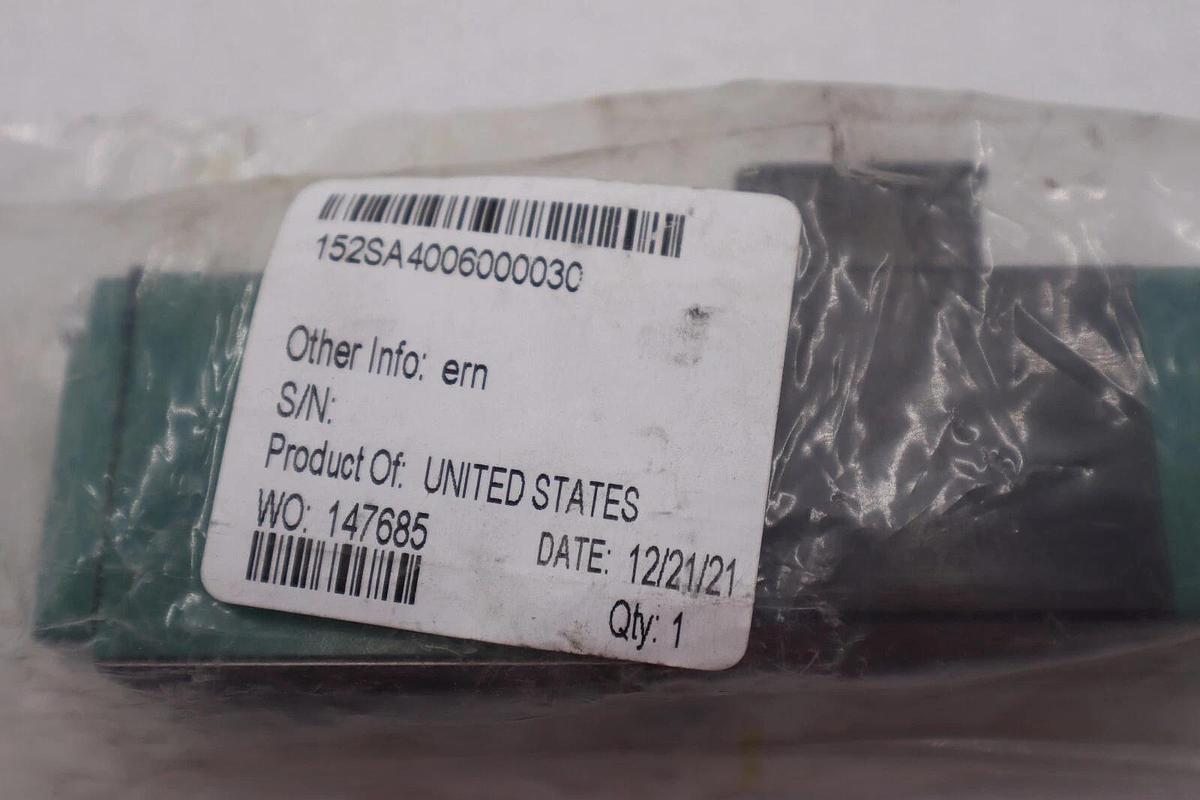 152SA4006000030
Other Info: ern
S/N:
Product Of: UNITED STATES
WO: 147685
DATE: 12/21/21
Qty: 1